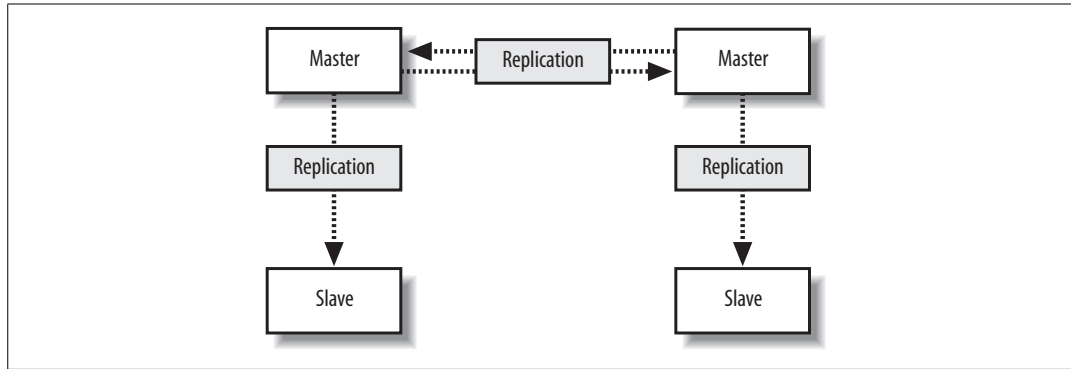 Master
Replication
Master
Replication
Replication
Slave
Slave